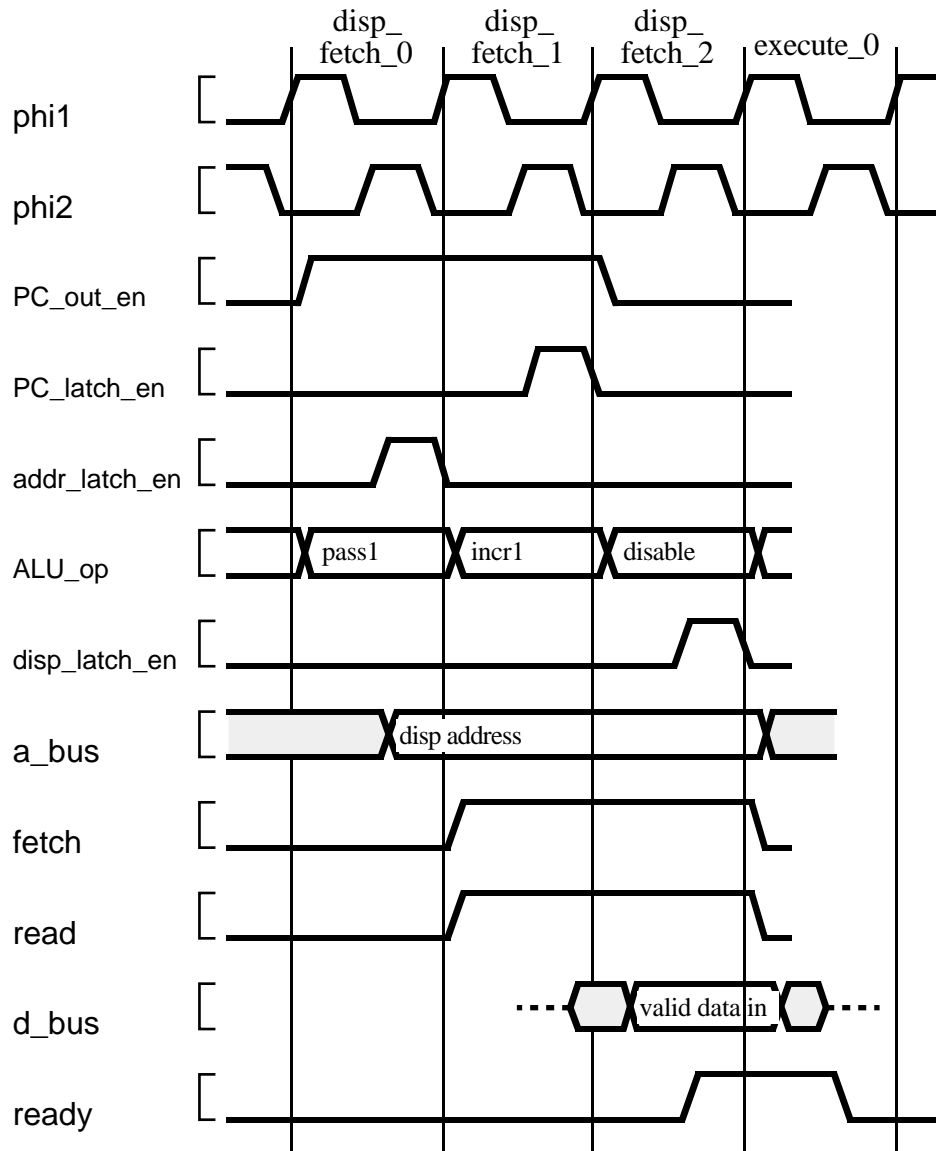 disp_
fetch_0
disp_
fetch_1
disp_
fetch_2
execute_0
phi1
phi2
PC_out_en
PC_latch_en
addr_latch_en
ALU_op
pass1
incr1
disable
disp_latch_en
a_bus
disp address
fetch
read
d_bus
valid data in
ready